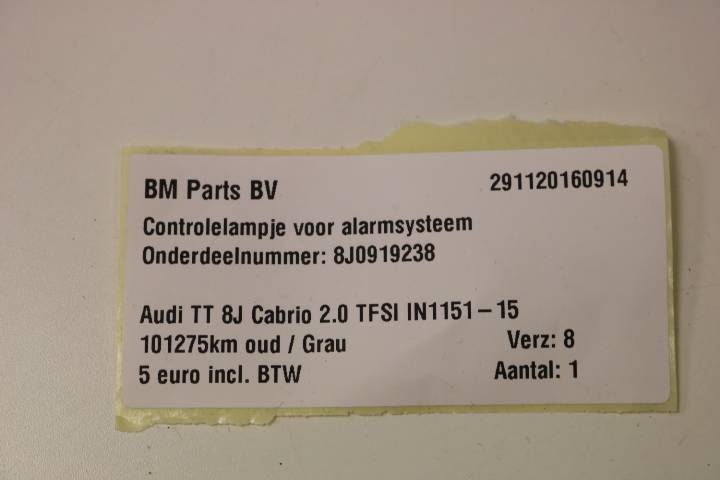 BM Parts BV 291120160914
Controlelampje voor alarmsysteem
Onderdeelnummer: 8J0919238
Audi TT 8J Cabrio 2.0 TFSI IN1151-15
101275km oud / Grau Verz: 8
5 euro incl. BTW Aantal: 1